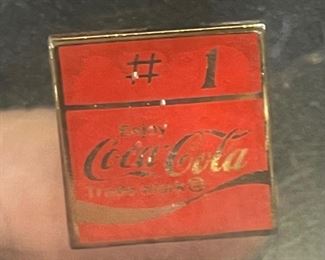 # 1
Enjoy
Coca-Cola
Trade-mark ®